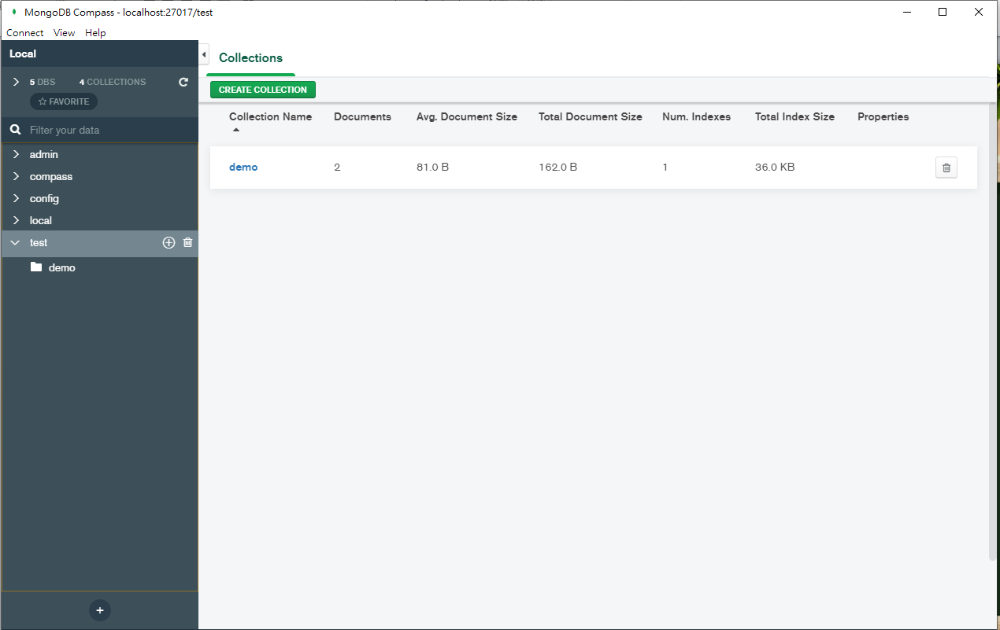 MongoDB Compass - localhost:27017/test
Connect View Help
Local
5 DBS 4 COLLECTIONS
FAVORITE
Filter your data
admin
compass
config
local
test
demo
Collections
CREATE COLLECTION
Collection Name Documents Avg. Document Size Total Document Size Num. Indexes Total Index Size Properties
demo 2 81.0 B 162.0 B 1 36.0 KB